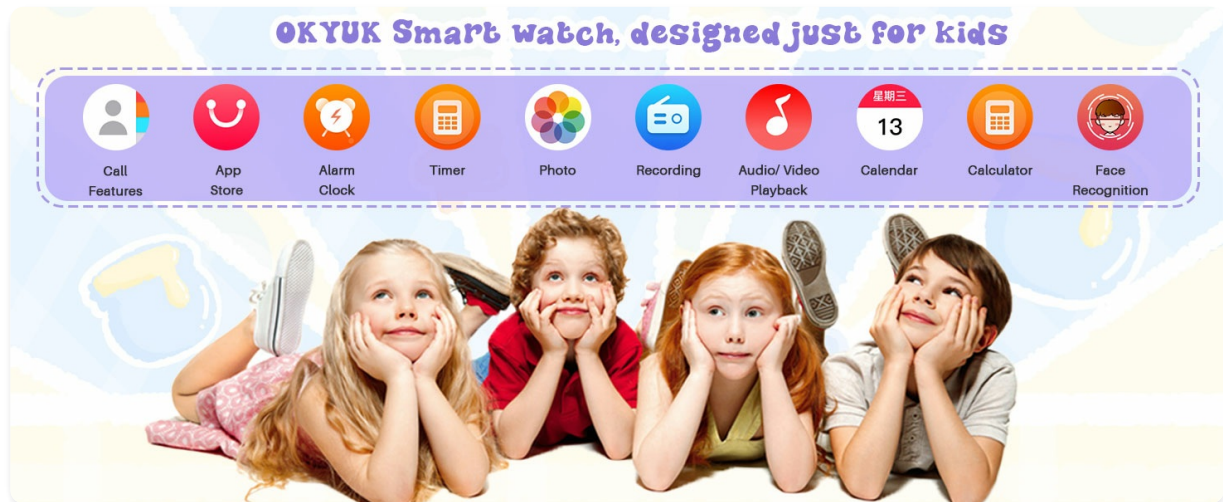 OKYUK Smart watch, designed just for kids
星期三
13
Call
Features
App
Store
Alarm
Clock
Timer
Photo
Recording
Audio/ Video
Playback
Calendar
Calculator
Face
Recognition